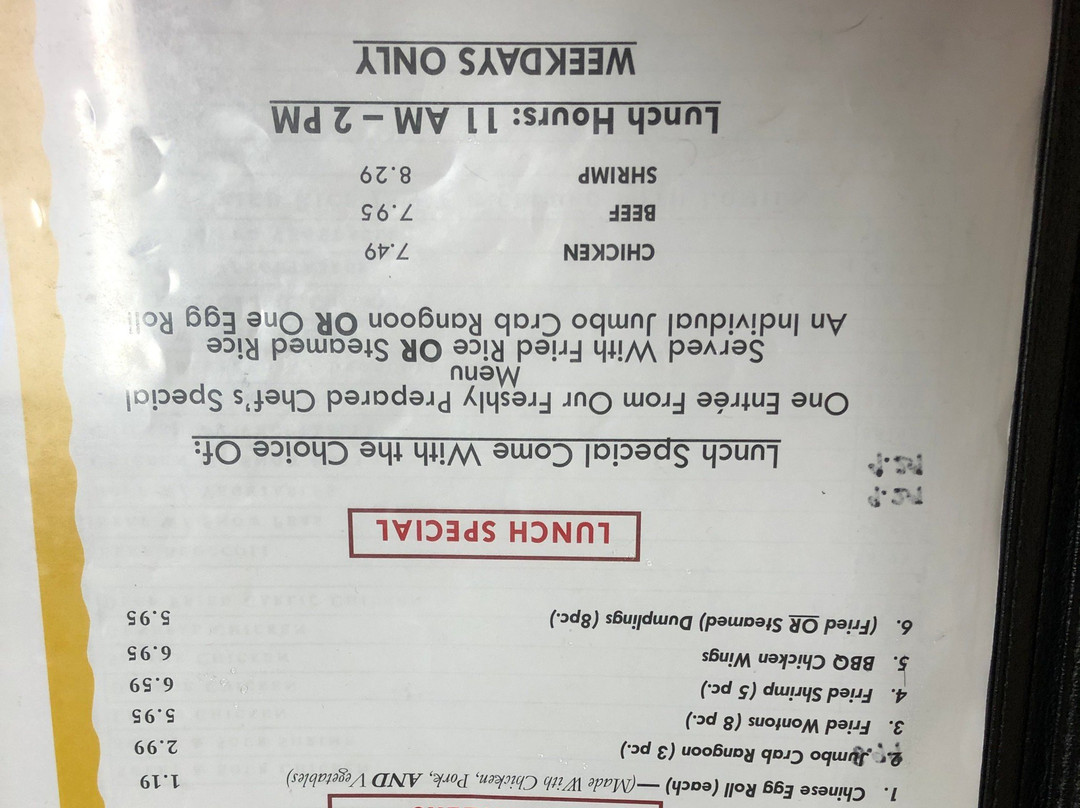 1. Chinese Egg Roll (each) —(Made With Chicken, Pork, AND Vegetables) 1.19
2. Jumbo Crab Rangoon (3 pc.) 2.99
3. Fried Wontons (8 pc.) 5.95
4. Fried Shrimp (5 pc.) 6.59
5. BBQ Chicken Wings 6.95
6. (Fried OR Steamed) Dumplings (8pc.) 5.95
LUNCH SPECIAL
Lunch Special Come With the Choice Of:
One Entrée From Our Freshly Prepared Chef's Special
Menu
Served With Fried Rice OR Steamed Rice
An Individual Jumbo Crab Rangoon OR One Egg Roll
CHICKEN 7.49
BEEF 7.95
SHRIMP 8.29
Lunch Hours: 11 AM – 2 PM
WEEKDAYS ONLY